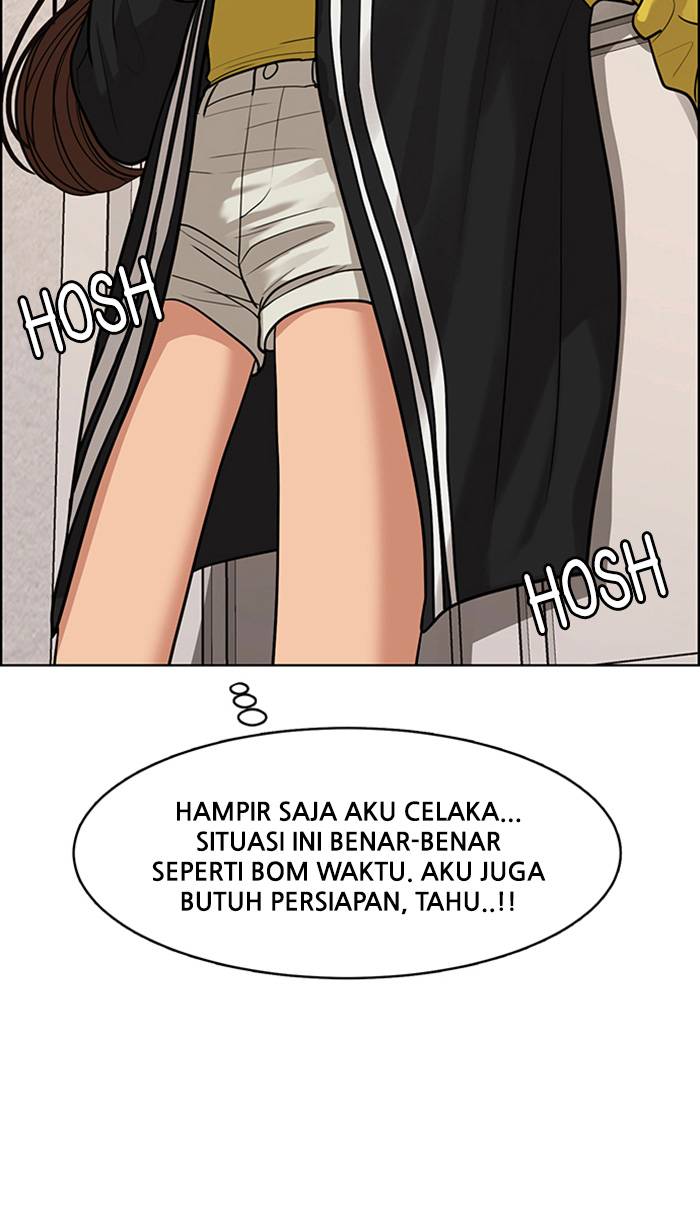 HOSH
HOSH
HAMPIR SAJA AKU CELAKA...
SITUASI INI BENAR-BENAR
SEPERTI BOM WAKTU. AKU JUGA
BUTUH PERSIAPAN, TAHU..!!